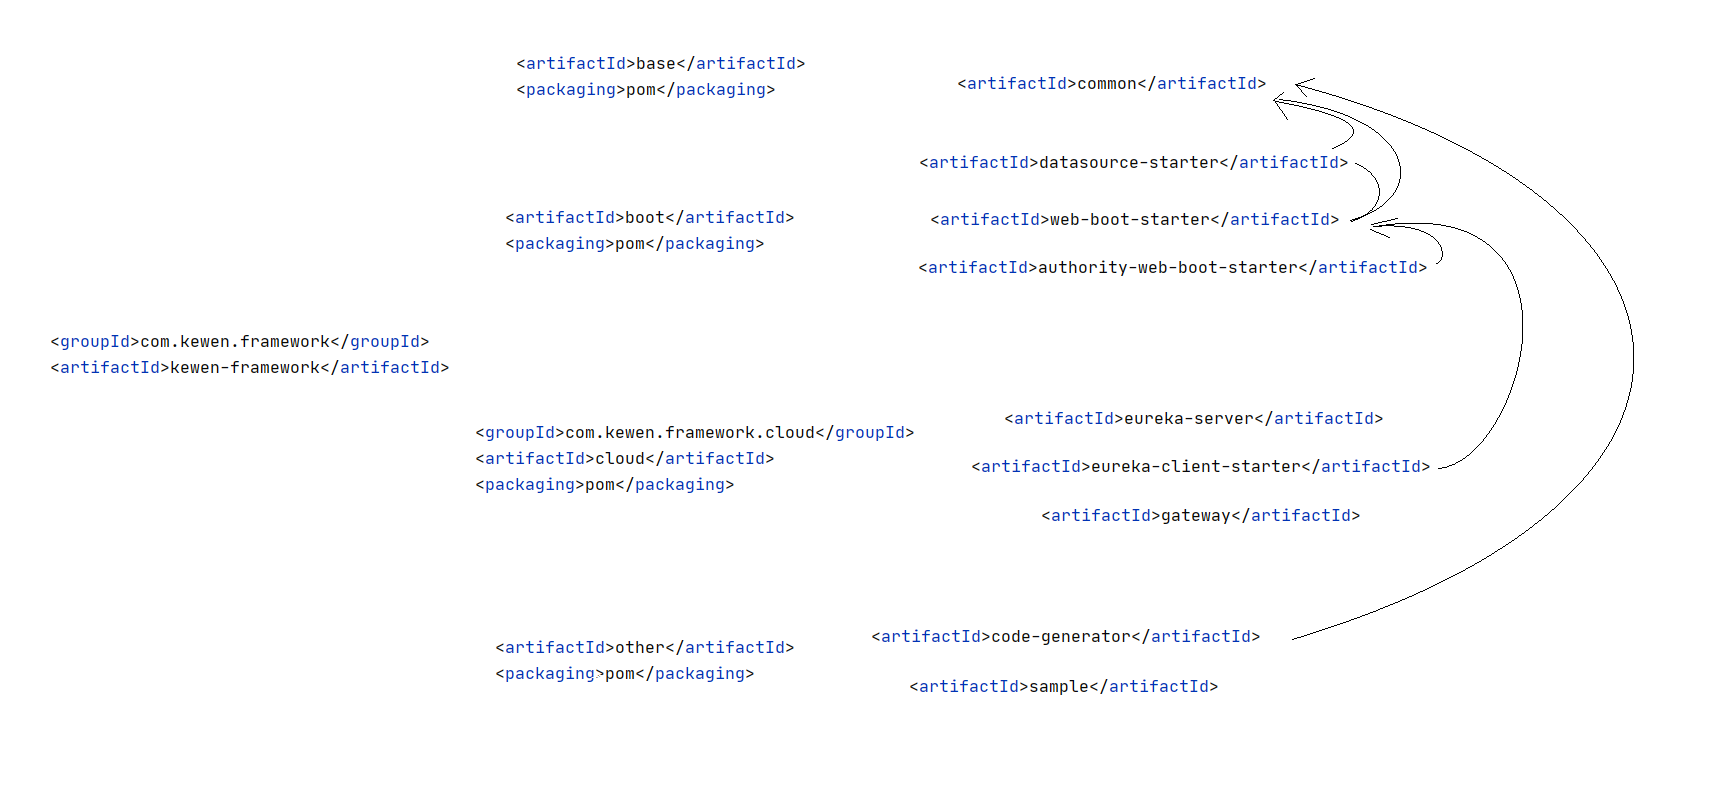 <artifactId>base</artifactId>
<packaging>pom</packaging>
<artifactId>common</artifactId>
<artifactId>datasource-starter</artifactId>
<artifactId>boot</artifactId>
<packaging>pom</packaging>
<artifactId>web-boot-starter</artifactId>
<artifactId>authority-web-boot-starter</artifactId>
<groupId>com.kewen.framework</groupId>
<artifactId>kewen-framework</artifactId>
<groupId>com.kewen.framework.cloud</groupId>
<artifactId>cloud</artifactId>
<packaging>pom</packaging>
<artifactId>eureka-server</artifactId>
<artifactId>eureka-client-starter</artifactId>
<artifactId>gateway</artifactId>
<artifactId>other</artifactId>
<packaging>pom</packaging>
<artifactId>code-generator</artifactId>
<artifactId>sample</artifactId>